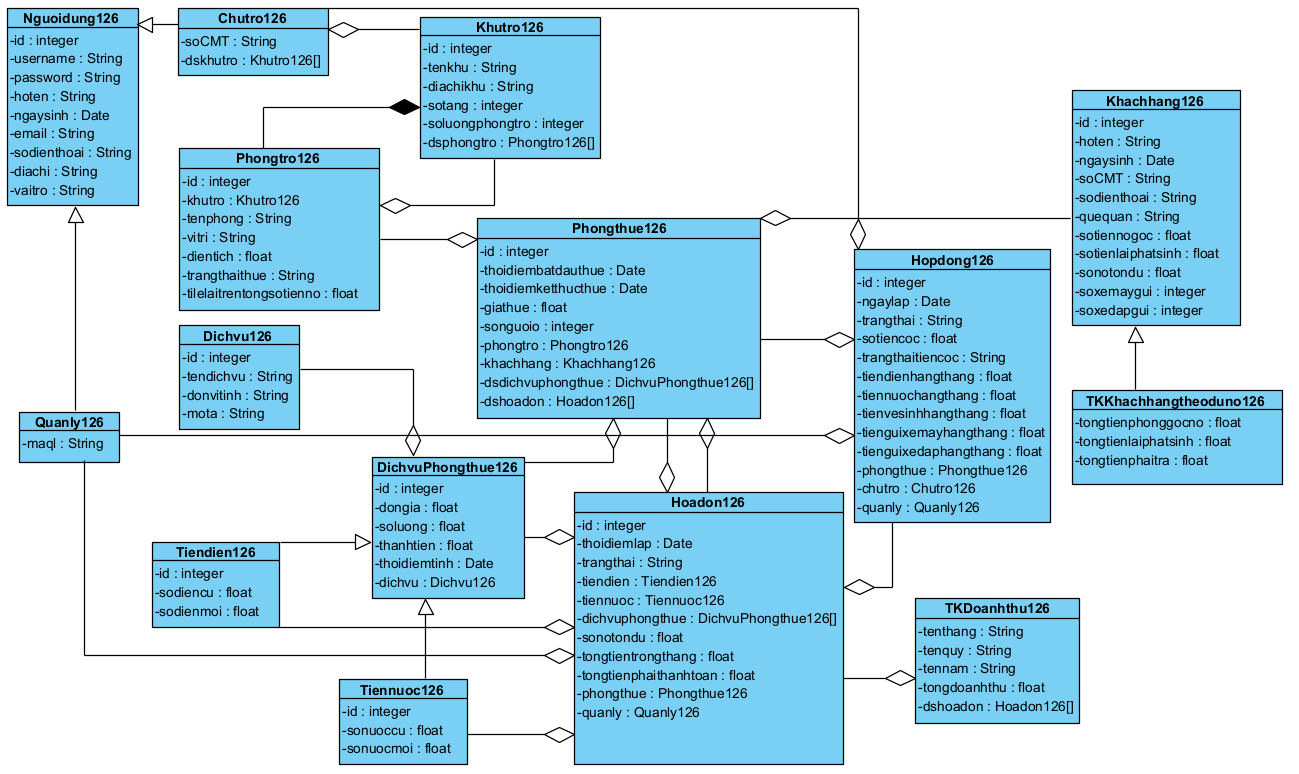 Nguoidung126
-id : integer
-username : String
-password : String
-hoten : String
-ngaysinh : Date
-email : String
-sodienthoai : String
-diachi : String
-vaitro : String
Chutro126
-soCMT : String
-dskhutro : Khutro126[]
Khutro126
-id : integer
-tenkhu : String
-diachikhu : String
-sotang : integer
-soluongphongtro : integer
-dsphongtro : Phongtro126[]
Khachhang126
-id : integer
-hoten : String
-ngaysinh : Date
-soCMT : String
-sodienthoai : String
-quequan : String
-sotiennogoc : float
-sotienlaiphatsinh : float
-sonotondu : float
-soxemaygui : integer
-soxedapgui : integer
Phongtro126
-id : integer
-khutro : Khutro126
-tenphong : String
-vitri : String
-dientich : float
-trangthaithue : String
-tilelaitrentongsotienno : float
Phongthue126
-id : integer
-thoidiembatdauthue : Date
-thoidiemketthucthue : Date
-giathue : float
-songuoio : integer
-phongtro : Phongtro126
-khachhang : Khachhang126
-dsdichvuphongthue : DichvuPhongthue126[]
-dshoadon : Hoadon126[]
Hopdong126
-id : integer
-ngaylap : Date
-trangthai : String
-sotiencoc : float
-trangthaitiencoc : String
-tiendienhangthang : float
-tiennuochangthang : float
-tienvesinhhangthang : float
-tienguixemayhangthang : float
-tienguixedaphangthang : float
-phongthue : Phongthue126
-chutro : Chutro126
-quanly : Quanly126
Dichvu126
-id : integer
-tendichvu : String
-donvitinh : String
-mota : String
TKKhachhangtheoduno126
-tongtienphonggocno : float
-tongtienlaiphatsinh : float
-tongtienphaitra : float
Quanly126
-maql : String
DichvuPhongthue126
-id : integer
-dongia : float
-soluong : float
-thanhtien : float
-thoidiemtinh : Date
-dichvu : Dichvu126
Hoadon126
-id : integer
-thoidiemlap : Date
-trangthai : String
-tiendien : Tiendien126
-tiennuoc : Tiennuoc126
-dichvuphongthue : DichvuPhongthue126[]
-sonotondu : float
-tongtientrongthang : float
-tongtienphaithanhtoan : float
-phongthue : Phongthue126
-quanly : Quanly126
Tiendien126
-id : integer
-sodiencu : float
-sodienmoi : float
TKDoanhthu126
-tenthang : String
-tenquy : String
-tennam : String
-tongdoanhthu : float
-dshoadon : Hoadon126[]
Tiennuoc126
-id : integer
-sonuoccu : float
-sonuocmoi : float